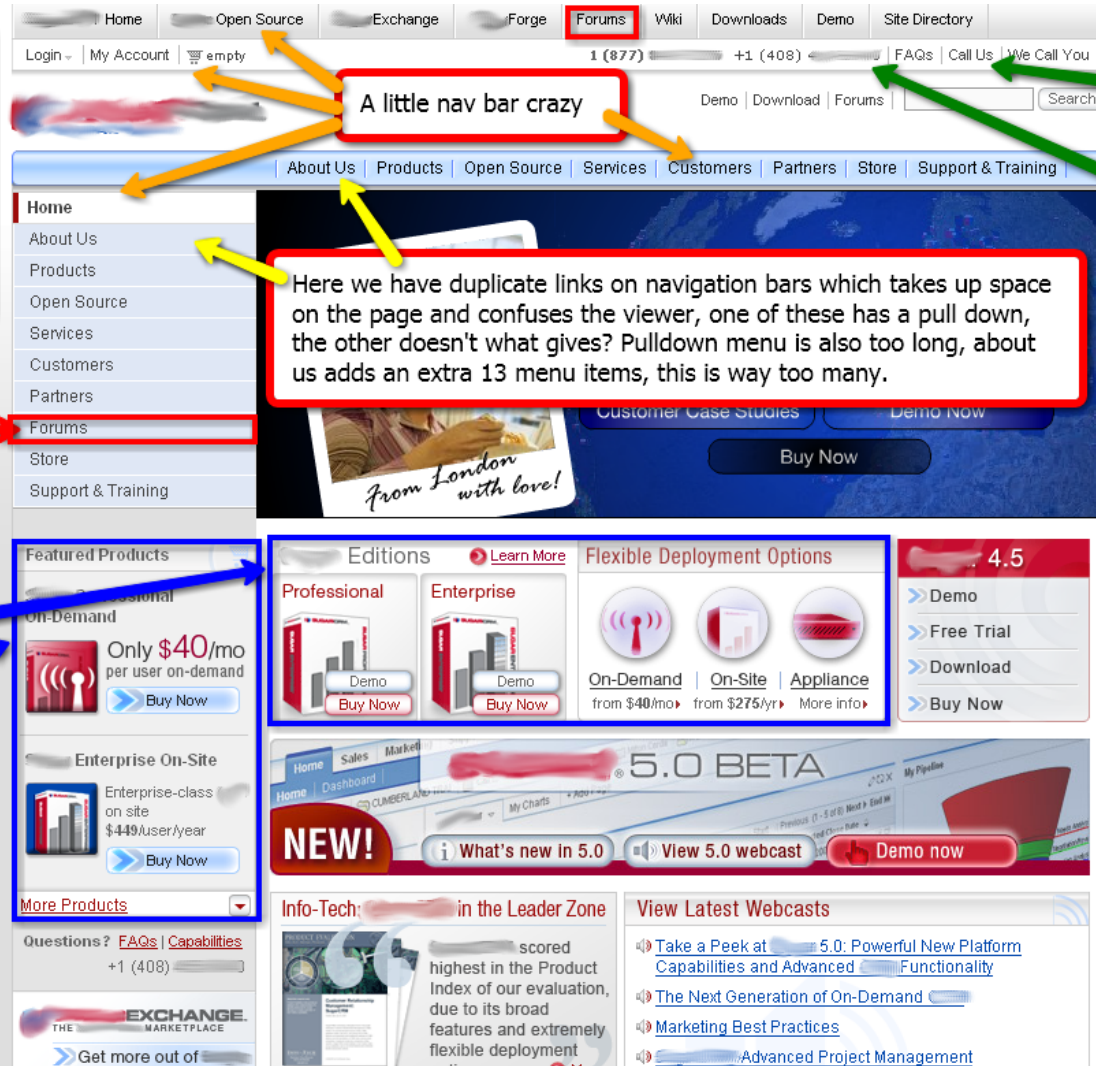 Home Open Source Exchange Forge Forums Wiki Downloads Demo Site Directory
Login My Account empty 1 (877) +1 (408) FAQs Call Us We Call You
A little nav bar crazy
Demo Download Forums Search
About Us Products Open Source Services Customers Partners Store Support & Training
Home
About Us
Products
Open Source
Services
Customers
Partners
Forums
Store
Support & Training
Here we have duplicate links on navigation bars which takes up space
on the page and confuses the viewer, one of these has a pull down,
the other doesn't what gives? Pulldown menu is also too long, about
us adds an extra 13 menu items, this is way too many.
Customer Case Studies Demo Now
Buy Now
From London
with love!
Featured Products
Professional
On-Demand
Only $40/mo
per user on-demand
Buy Now
Enterprise On-Site
Enterprise-class
on site
$449/user/year
Buy Now
More Products
Questions? FAQs | Capabilities
+1 (408)
THE EXCHANGE.
MARKETPLACE
Get more out of
Editions Learn More
Professional Enterprise
Demo Demo
Buy Now Buy Now
Flexible Deployment Options
On-Demand On-Site Appliance
from $40/mo from $275/yr More info
4.5
Demo
Free Trial
Download
Buy Now
Home Sales
Home Dashboard
My Charts
My Pipeline
® 5.0 BETA
NEW! What's new in 5.0 View 5.0 webcast Demo now
Info-Tech: in the Leader Zone
PRODUCT EVALUATION
scored
highest in the Product
Index of our evaluation,
due to its broad
features and extremely
flexible deployment
View Latest Webcasts
Take a Peek at 5.0: Powerful New Platform
Capabilities and Advanced Functionality
The Next Generation of On-Demand
Marketing Best Practices
Advanced Project Management